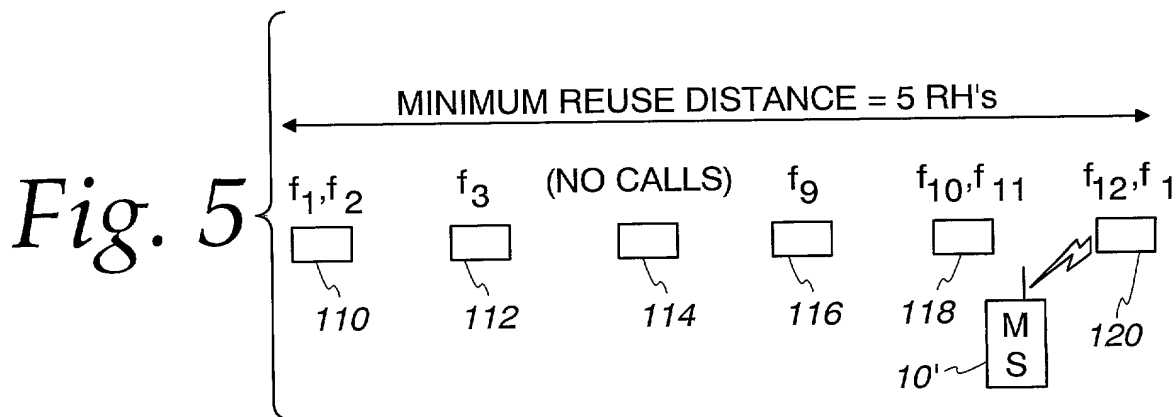 Fig. 5
MINIMUM REUSE DISTANCE = 5 RH's
f1,f2 f3 (NO CALLS) f9 f10,f11 f12,f1
110 112 114 116 118 120
10' M
S